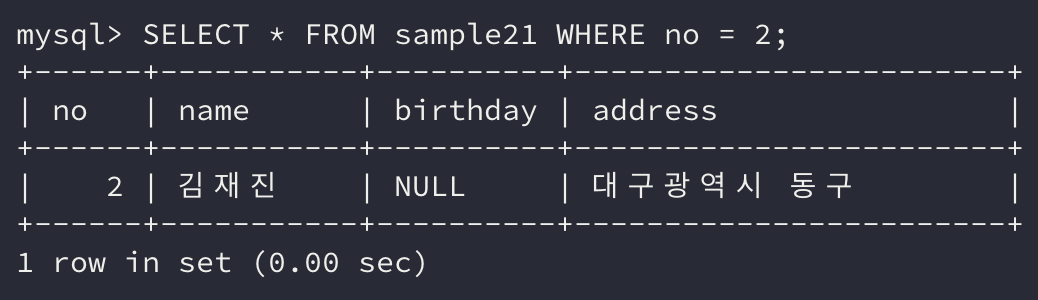 mysql> SELECT * FROM sample21 WHERE no = 2;
+------+-----------+----------+------------------------+
| no   | name      | birthday | address                |
+------+-----------+----------+------------------------+
|    2 | 김재진    | NULL     | 대구광역시 동구        |
+------+-----------+----------+------------------------+
1 row in set (0.00 sec)